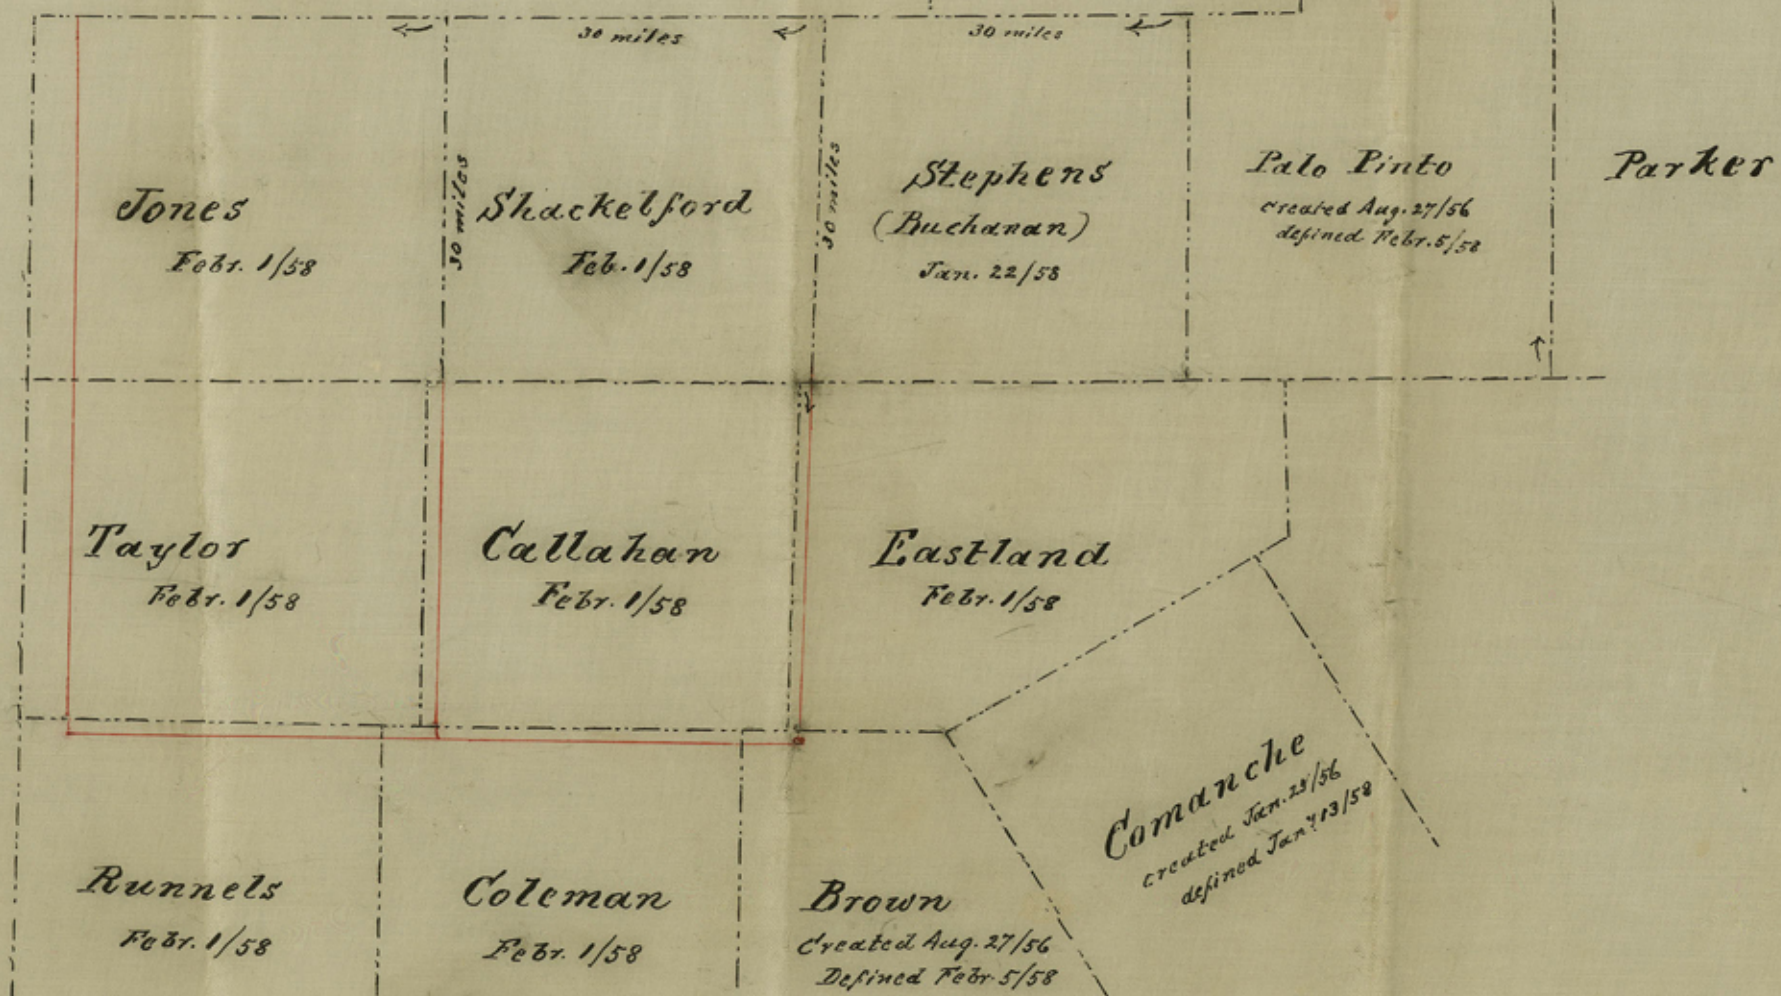 30 miles
30 miles
Jones
Febr. 1/58
30 miles
Shackelford
Feb. 1/58
30 miles
Stephens
(Buchanan)
Jan. 22/58
Palo Pinto
created Aug. 27/56
defined Febr. 5/58
Parker
Taylor
Febr. 1/58
Callahan
Febr. 1/58
Eastland
Febr. 1/58
Comanche
created Jan. 25/56
defined Jany. 13/58
Runnels
Febr. 1/58
Coleman
Febr. 1/58
Brown
Created Aug. 27/56
Defined Febr. 5/58